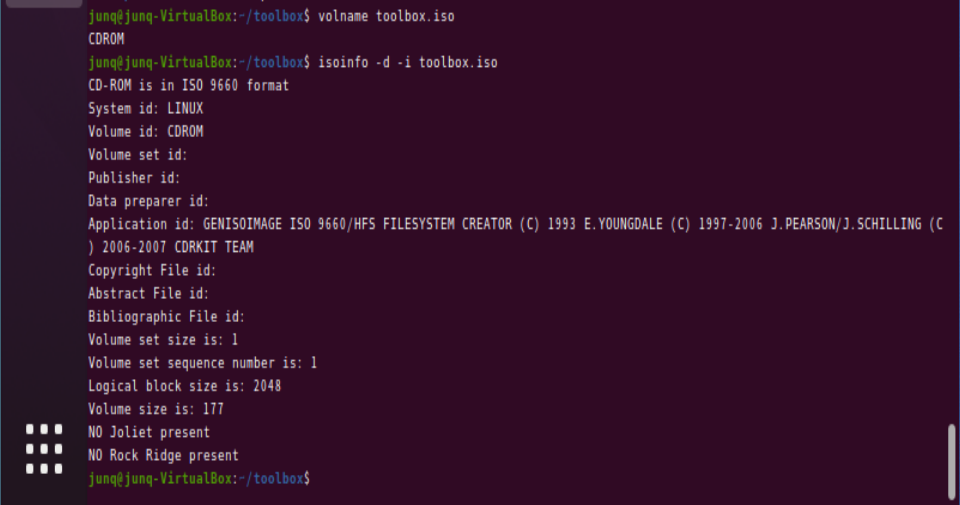 junq@junq-VirtualBox:~/toolbox$ volname toolbox.iso
CDROM
junq@junq-VirtualBox:~/toolbox$ isoinfo -d -i toolbox.iso
CD-ROM is in ISO 9660 format
System id: LINUX
Volume id: CDROM
Volume set id:
Publisher id:
Data preparer id:
Application id: GENISOIMAGE ISO 9660/HFS FILESYSTEM CREATOR (C) 1993 E.YOUNGDALE (C) 1997-2006 J.PEARSON/J.SCHILLING (C
) 2006-2007 CDRKIT TEAM
Copyright File id:
Abstract File id:
Bibliographic File id:
Volume set size is: 1
Volume set sequence number is: 1
Logical block size is: 2048
Volume size is: 177
NO Joliet present
NO Rock Ridge present
junq@junq-VirtualBox:~/toolbox$